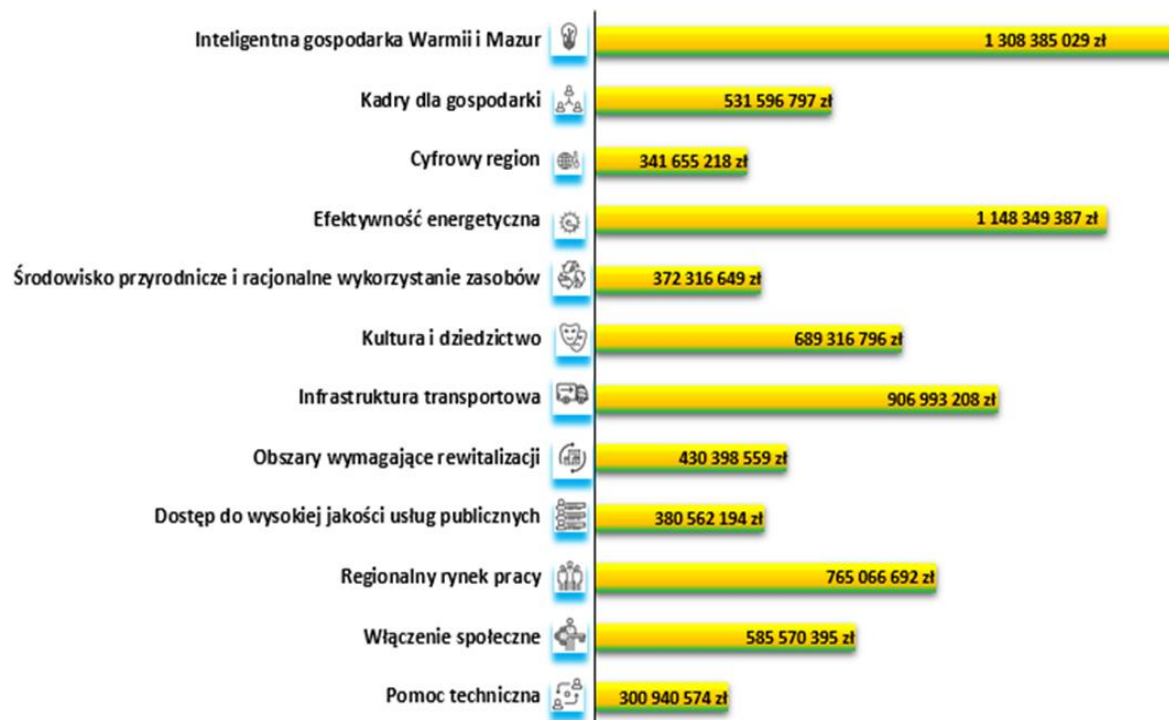 Inteligentna gospodarka Warmii i Mazur 1 308 385 029 zł
Kadry dla gospodarki 531 596 797 zł
Cyfrowy region 341 655 218 zł
Efektywność energetyczna 1 148 349 387 zł
Środowisko przyrodnicze i racjonalne wykorzystanie zasobów 372 316 649 zł
Kultura i dziedzictwo 689 316 796 zł
Infrastruktura transportowa 906 993 208 zł
Obszary wymagające rewitalizacji 430 398 559 zł
Dostęp do wysokiej jakości usług publicznych 380 562 194 zł
Regionalny rynek pracy 765 066 692 zł
Włączenie społeczne 585 570 395 zł
Pomoc techniczna 300 940 574 zł